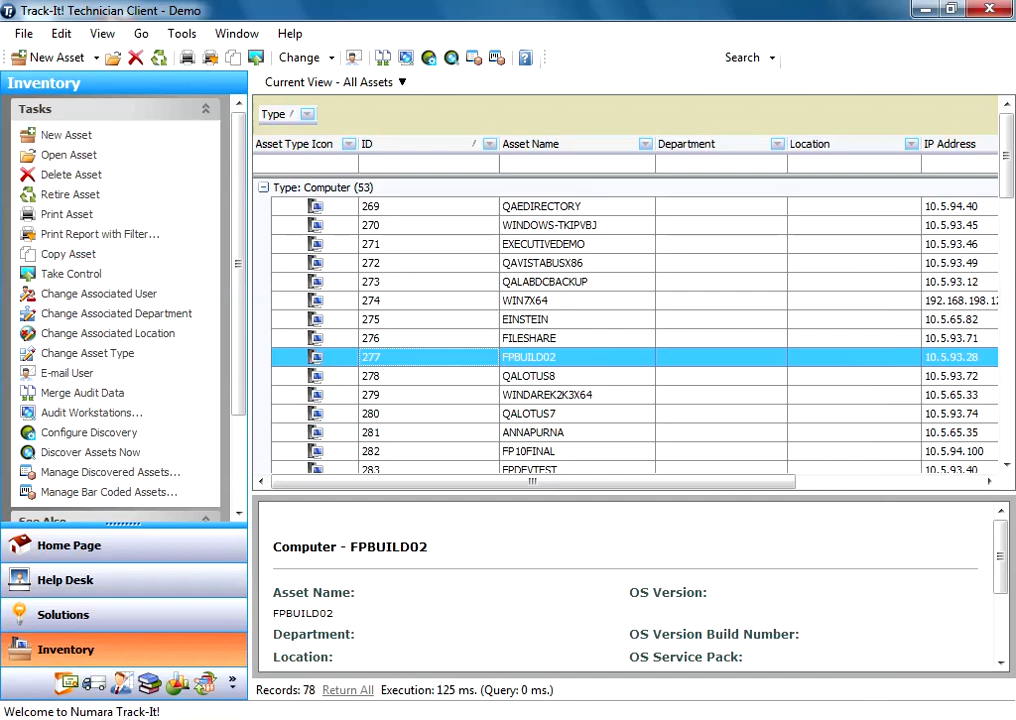 Track-It! Technician Client - Demo
File Edit View Go Tools Window Help
New Asset Change Search
Inventory
Current View - All Assets
Tasks
New Asset
Open Asset
Delete Asset
Retire Asset
Print Asset
Print Report with Filter...
Copy Asset
Take Control
Change Associated User
Change Associated Department
Change Associated Location
Change Asset Type
E-mail User
Merge Audit Data
Audit Workstations...
Configure Discovery
Discover Assets Now
Manage Discovered Assets...
Manage Bar Coded Assets...
See Also
Home Page
Help Desk
Solutions
Inventory
Type
Asset Type Icon ID Asset Name Department Location IP Address
Type: Computer (53)
269 QAEDIRECTORY 10.5.94.40
270 WINDOWS-TKIPVBJ 10.5.93.45
271 EXECUTIVEDEMO 10.5.93.46
272 QAVISTABUSX86 10.5.93.49
273 QALABDCBACKUP 10.5.93.12
274 WIN7X64 192.168.198.12
275 EINSTEIN 10.5.65.82
276 FILESHARE 10.5.93.71
277 FPBUILD02 10.5.93.28
278 QALOTUS8 10.5.93.72
279 WINDAREK2K3X64 10.5.65.33
280 QALOTUS7 10.5.93.74
281 ANNAPURNA 10.5.65.35
282 FP10FINAL 10.5.94.100
283 FPDEVTEST 10.5.93.40
Computer - FPBUILD02
Asset Name: OS Version:
FPBUILD02
Department: OS Version Build Number:
Location: OS Service Pack:
Records: 78 Return All Execution: 125 ms. (Query: 0 ms.)
Welcome to Numara Track-It!